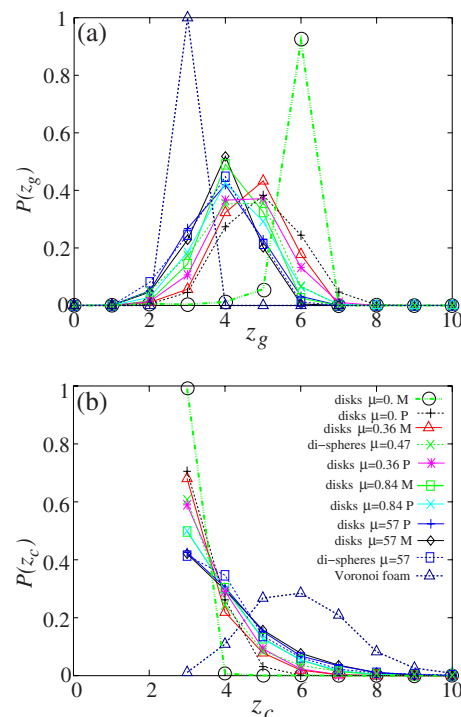 (a)
1
0.8
0.6
0.4
0.2
0
P(z_g)
0 2 4 6 8 10
z_g
(b)
1
0.8
0.6
0.4
0.2
0
P(z_c)
disks μ=0. M
disks μ=0. P
disks μ=0.36 M
di-spheres μ=0.47
disks μ=0.36 P
disks μ=0.84 M
disks μ=0.84 P
disks μ=57 P
disks μ=57 M
di-spheres μ=57
Voronoi foam
0 2 4 6 8 10
z_c